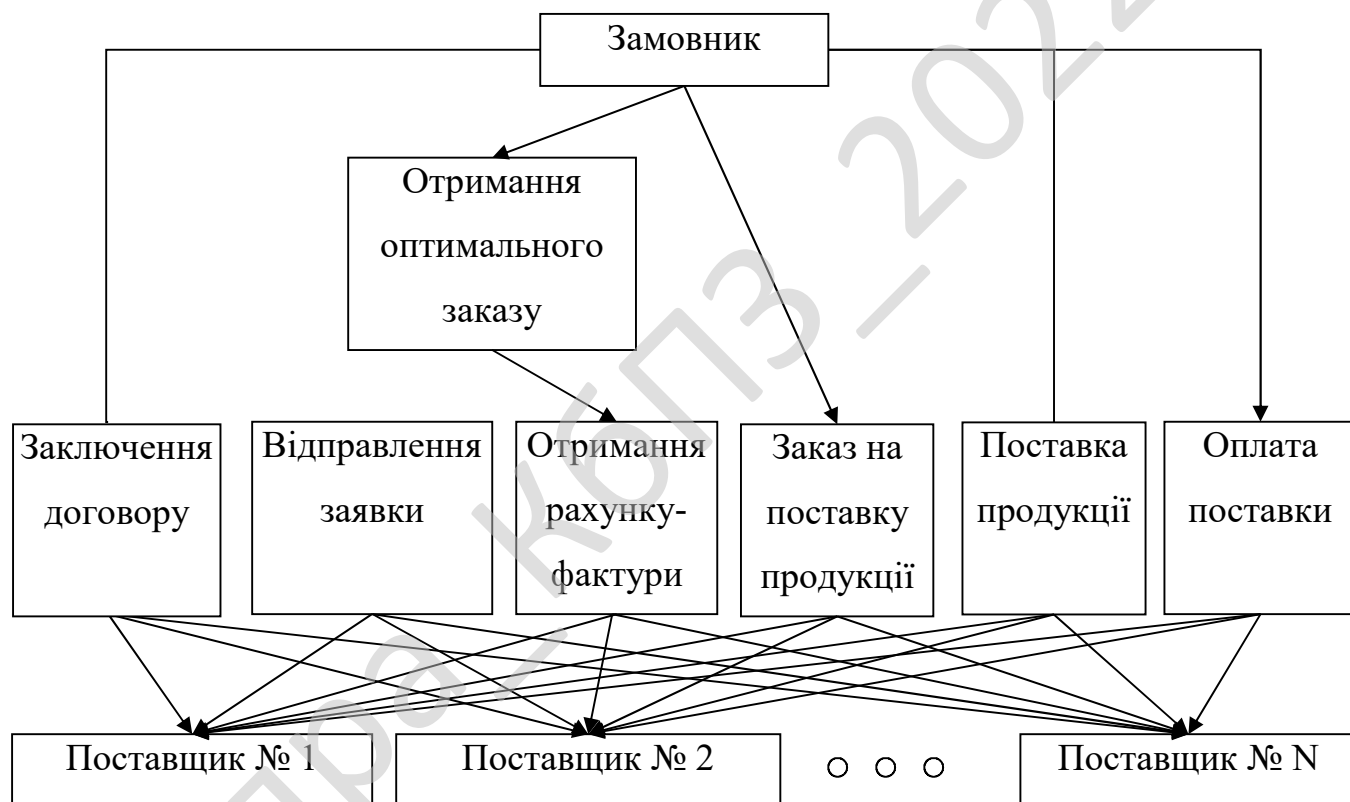 Замовник
Отримання
оптимального
заказу
Заключення
договору
Відправлення
заявки
Отримання
рахунку-
фактури
Заказ на
поставку
продукції
Поставка
продукції
Оплата
поставки
Поставщик № 1
Поставщик № 2
Поставщик № N